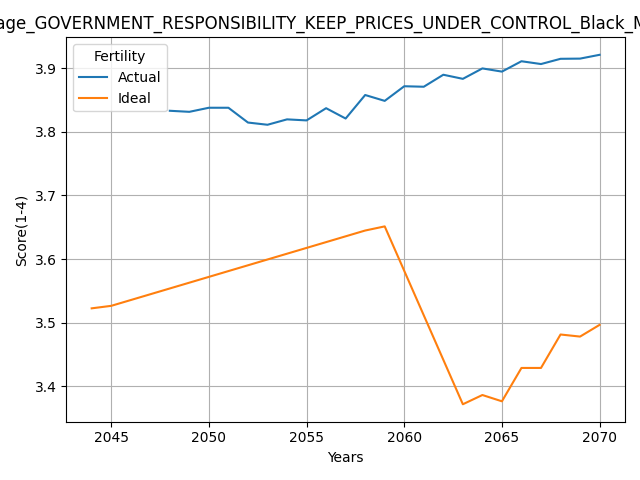 age_GOVERNMENT_RESPONSIBILITY_KEEP_PRICES_UNDER_CONTROL_Black_M
Fertility
Actual
Ideal
3.9
3.8
3.7
3.6
3.5
3.4
Score(1-4)
2045 2050 2055 2060 2065 2070
Years